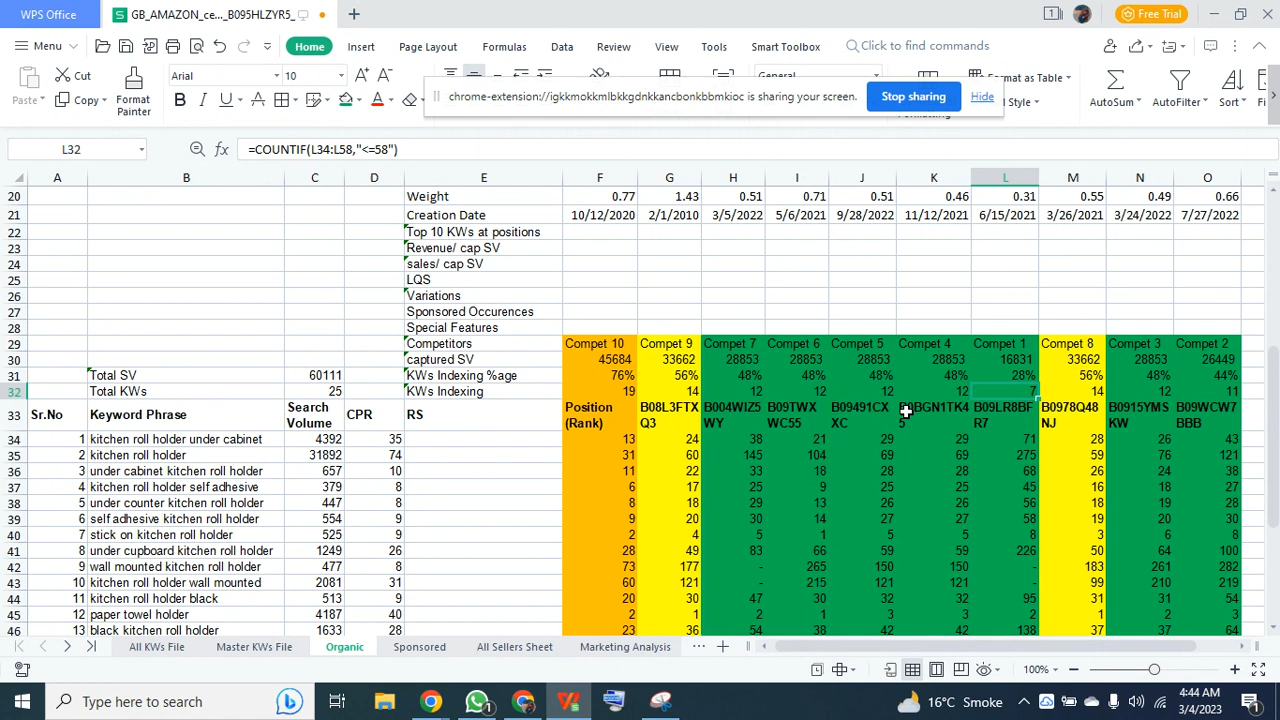 WPS Office GB_AMAZON_ce..._B095HLZYR5_ 1 Free Trial
Menu Home Insert Formulas Page Layout Data Review View Tools Smart Toolbox Click to find commands
Cut Arial 10 General Format as Table
chrome-extension://igkkmokkmlbkkgdnkkancbonkbbmkioc is sharing your screen. Stop sharing Hide
Paste Copy Format Painter B I U A Style AutoSum AutoFilter Sort Fi
L32 fx =COUNTIF(L34:L58,"<=58")
A B C D E F G H I J K L M N O
20 Weight 0.77 1.43 0.51 0.71 0.51 0.46 0.31 0.55 0.49 0.66
21 Creation Date 10/12/2020 2/1/2010 3/5/2022 5/6/2021 9/28/2022 11/12/2021 6/15/2021 3/26/2021 3/24/2022 7/27/2022
22 Top 10 KWs at positions
23 Revenue/ cap SV
24 sales/ cap SV
25 LQS
26 Variations
27 Sponsored Occurences
28 Special Features
29 Competitors Compet 10 Compet 9 Compet 7 Compet 6 Compet 5 Compet 4 Compet 1 Compet 8 Compet 3 Compet 2
30 captured SV 45684 33662 28853 28853 28853 28853 16831 33662 28853 26449
31 Total SV 60111 KWs Indexing %age 76% 56% 48% 48% 48% 48% 28% 56% 48% 44%
32 Total KWs 25 KWs Indexing 19 14 12 12 12 12 7 14 12 11
33 Sr.No Keyword Phrase Search Volume CPR RS Position (Rank) B08L3FTXQ3 B004WIZ5WY B09TWXWC55 B09491CXXC B0BGN1TK45 B09LR8BFR7 B0978Q48NJ B0915YMSKW B09WCW7BBB
34 1 kitchen roll holder under cabinet 4392 35 13 24 38 21 29 29 71 28 26 43
35 2 kitchen roll holder 31892 74 31 60 145 104 69 69 275 59 76 121
36 3 under cabinet kitchen roll holder 657 10 11 22 33 18 28 28 68 26 24 38
37 4 kitchen roll holder self adhesive 379 8 6 17 25 9 25 25 45 16 18 27
38 5 under counter kitchen roll holder 447 8 8 18 29 13 26 26 56 18 19 28
39 6 self adhesive kitchen roll holder 554 9 9 20 30 14 27 27 58 19 20 30
40 7 stick on kitchen roll holder 525 9 2 4 5 1 5 5 8 3 6 8
41 8 under cupboard kitchen roll holder 1249 26 28 49 83 66 59 59 226 50 64 100
42 9 wall mounted kitchen roll holder 477 8 73 177 - 265 150 150 - 183 261 282
43 10 kitchen roll holder wall mounted 2081 31 60 121 - 215 121 121 - 99 210 219
44 11 kitchen roll holder black 513 9 20 30 47 30 32 32 95 31 31 54
45 12 paper towel holder 4187 40 2 1 2 1 3 3 2 1 2 3
46 13 black kitchen roll holder 1633 28 23 36 54 38 42 42 138 37 37 64
All KWs File Master KWs File Organic Sponsored All Sellers Sheet Marketing Analysis 100%
Type here to search 1 16°C Smoke 4:44 AM 3/4/2023 1